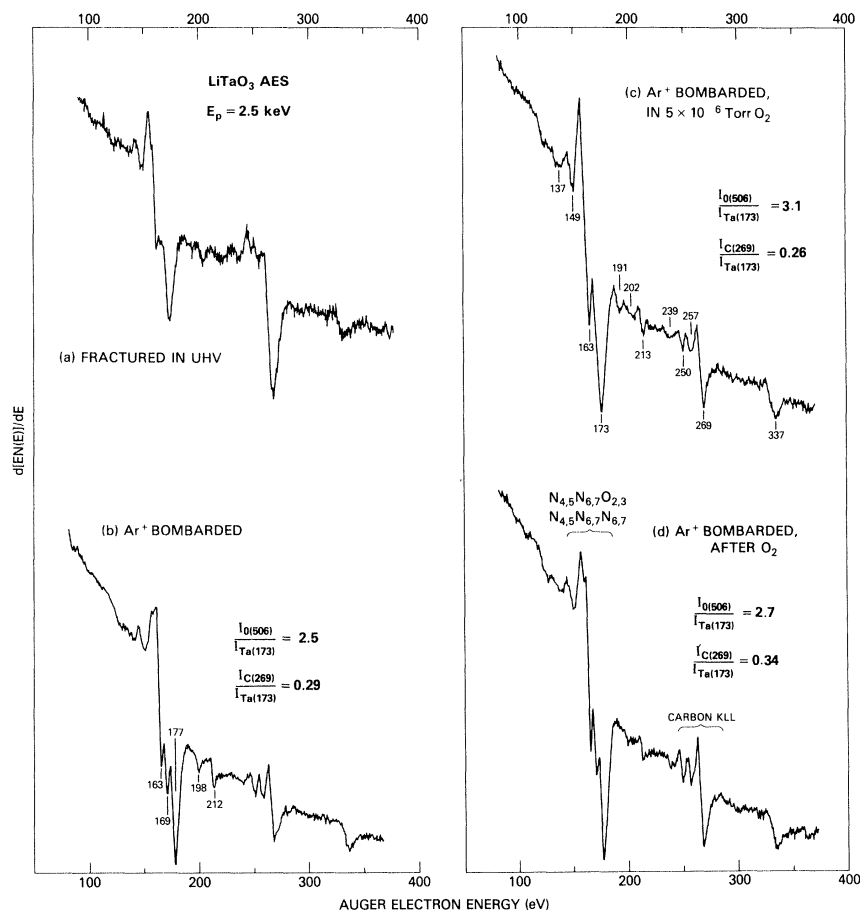 100 200 300 400
100 200 300 400
LiTaO3 AES
Ep = 2.5 keV
(a) FRACTURED IN UHV
(c) Ar+ BOMBARDED,
IN 5 × 10 6 Torr O2
I0(506)
ITa(173)
= 3.1
IC(269)
ITa(173)
= 0.26
137
149
163
173
191
202
213
239
250
257
269
337
d[EN(E)]/dE
(b) Ar+ BOMBARDED
I0(506)
ITa(173)
= 2.5
IC(269)
ITa(173)
= 0.29
163
169
177
198
212
N4,5N6,7O2,3
N4,5N6,7N6,7
(d) Ar+ BOMBARDED,
AFTER O2
I0(506)
ITa(173)
= 2.7
IC(269)
ITa(173)
= 0.34
CARBON KLL
100 200 300 400
100 200 300 400
AUGER ELECTRON ENERGY (eV)